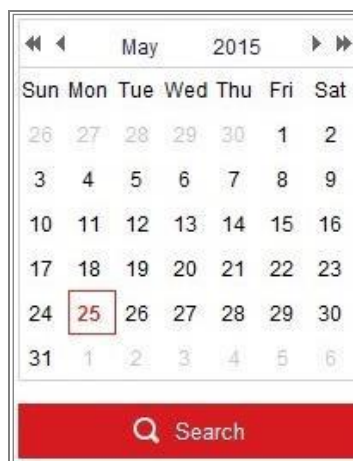 May 2015
Sun Mon Tue Wed Thu Fri Sat
26 27 28 29 30 1 2
3 4 5 6 7 8 9
10 11 12 13 14 15 16
17 18 19 20 21 22 23
24 25 26 27 28 29 30
31 1 2 3 4 5 6
Search